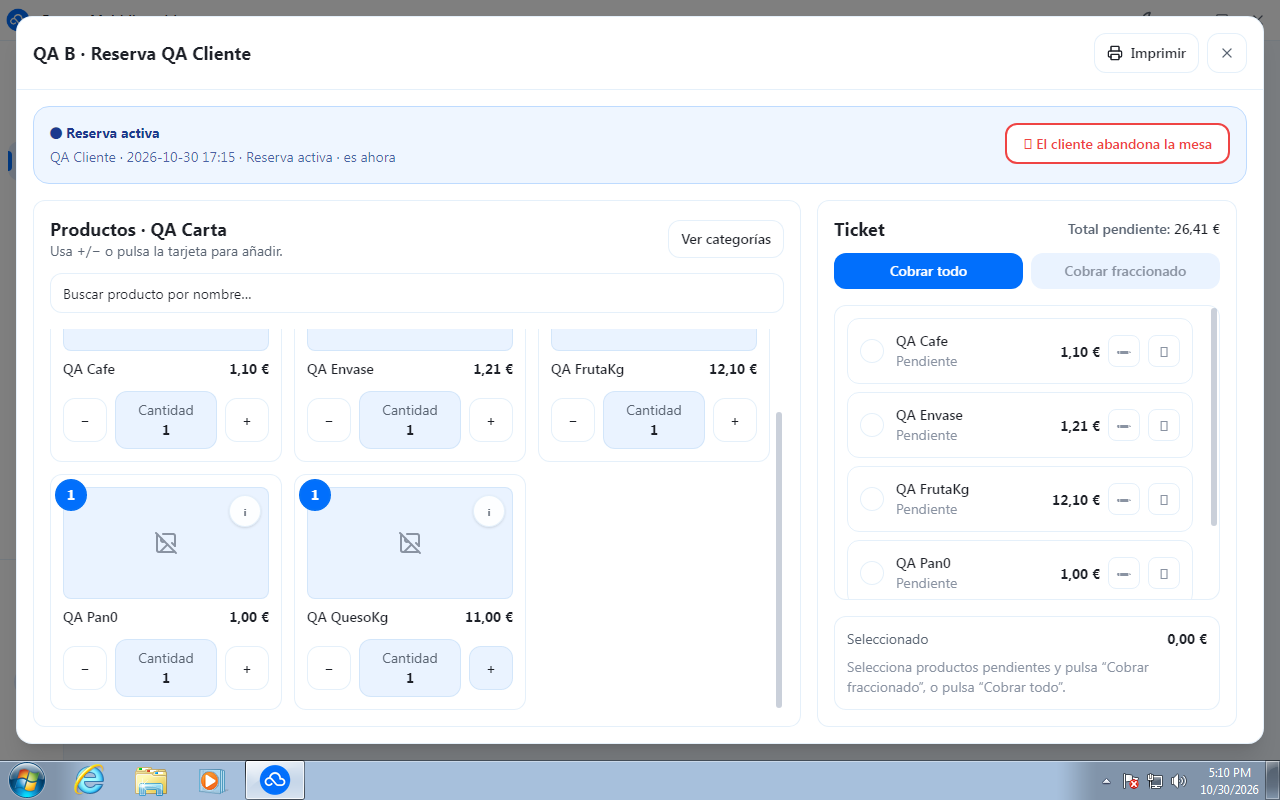 QA B · Reserva QA Cliente
Imprimir
Reserva activa
QA Cliente · 2026-10-30 17:15 · Reserva activa · es ahora
El cliente abandona la mesa
Productos · QA Carta
Usa +/− o pulsa la tarjeta para añadir.
Ver categorías
Buscar producto por nombre...
QA Cafe 1,10 €
− Cantidad 1 +
QA Envase 1,21 €
− Cantidad 1 +
QA FrutaKg 12,10 €
− Cantidad 1 +
1
i
QA Pan0 1,00 €
− Cantidad 1 +
1
i
QA QuesoKg 11,00 €
− Cantidad 1 +
Ticket
Total pendiente: 26,41 €
Cobrar todo
Cobrar fraccionado
QA Cafe
Pendiente
1,10 €
QA Envase
Pendiente
1,21 €
QA FrutaKg
Pendiente
12,10 €
QA Pan0
Pendiente
1,00 €
Seleccionado 0,00 €
Selecciona productos pendientes y pulsa “Cobrar
fraccionado”, o pulsa “Cobrar todo”.
5:10 PM
10/30/2026